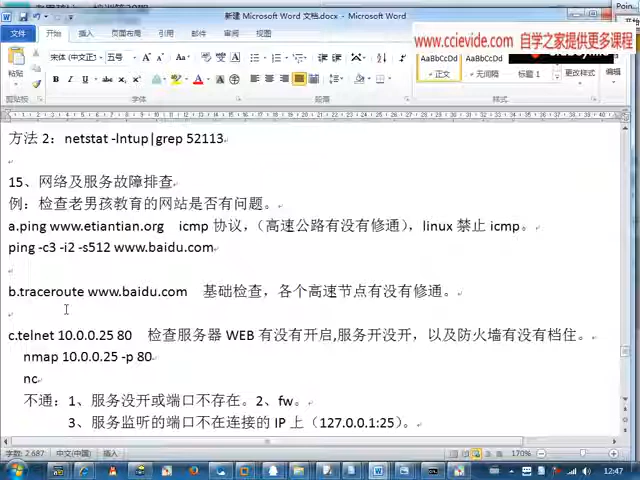 新建 Microsoft Word 文档.docx - Microsoft Word
Poin..
文件
开始
插入
页面布局
引用
邮件
审阅
视图
www.ccievide.com 自学之家提供更多课程
粘贴
宋体 (中文正)
五号
AaBbCcDd
AaBbCcDd
AaBbC
正文
无间隔
标题 1
更改样式
编辑
剪贴板
字体
段落
样式
方法 2：netstat -lntup|grep 52113
15、网络及服务故障排查
例：检查老男孩教育的网站是否有问题。
a.ping www.etiantian.org icmp 协议，（高速公路有没有修通），linux 禁止 icmp。
ping -c3 -i2 -s512 www.baidu.com
b.traceroute www.baidu.com 基础检查，各个高速节点有没有修通。
c.telnet 10.0.0.25 80 检查服务器 WEB 有没有开启,服务开没开，以及防火墙有没有档住。
nmap 10.0.0.25 -p 80
nc
不通：1、服务没开或端口不存在。2、fw。
3、服务监听的端口不在连接的 IP 上（127.0.0.1:25）。
字数: 2,687
中文(中国)
插入
170%
12:47